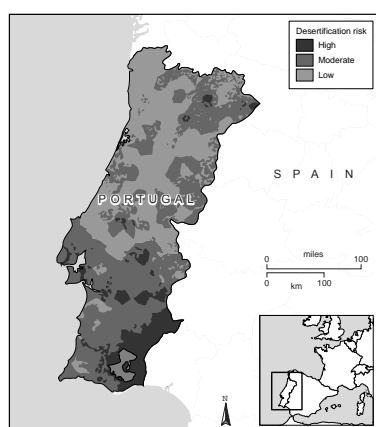 Desertification risk
High
Moderate
Low
S P A I N
PORTUGAL
miles
0 100
0 100
km
N